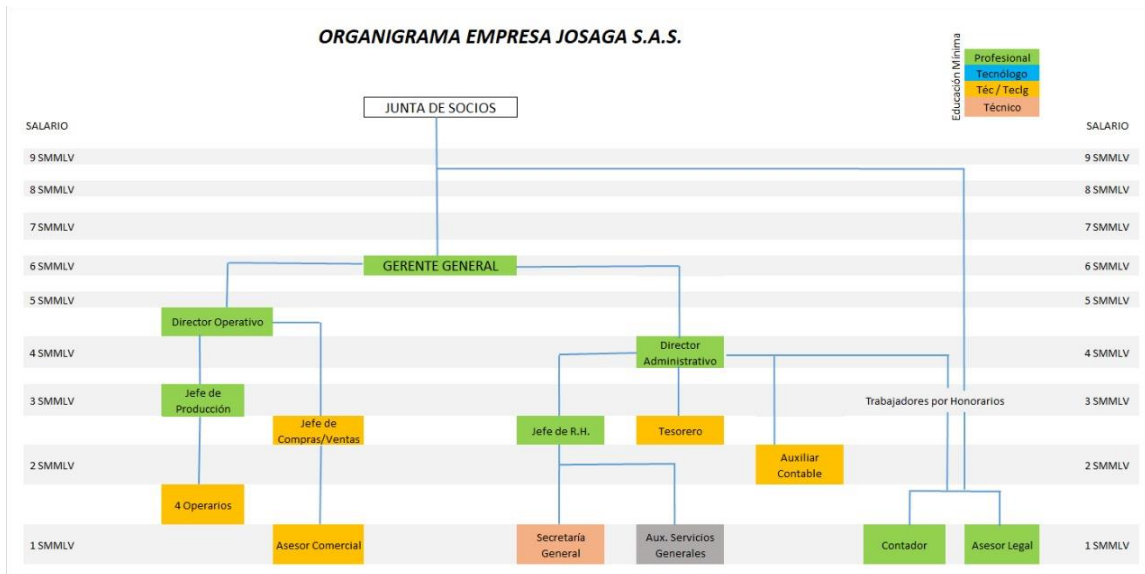 ORGANIGRAMA EMPRESA JOSAGA S.A.S.
Educación Mínima
Profesional
Tecnólogo
Téc / Teclg
Técnico
JUNTA DE SOCIOS
SALARIO
SALARIO
9 SMMLV
9 SMMLV
8 SMMLV
8 SMMLV
7 SMMLV
7 SMMLV
6 SMMLV
GERENTE GENERAL
6 SMMLV
5 SMMLV
5 SMMLV
Director Operativo
4 SMMLV
Director
Administrativo
4 SMMLV
3 SMMLV
Jefe de
Producción
Trabajadores por Honorarios
3 SMMLV
Jefe de
Compras/Ventas
Jefe de R.H.
Tesorero
2 SMMLV
Auxiliar
Contable
2 SMMLV
4 Operarios
1 SMMLV
Asesor Comercial
Secretaría
General
Aux. Servicios
Generales
Contador
Asesor Legal
1 SMMLV